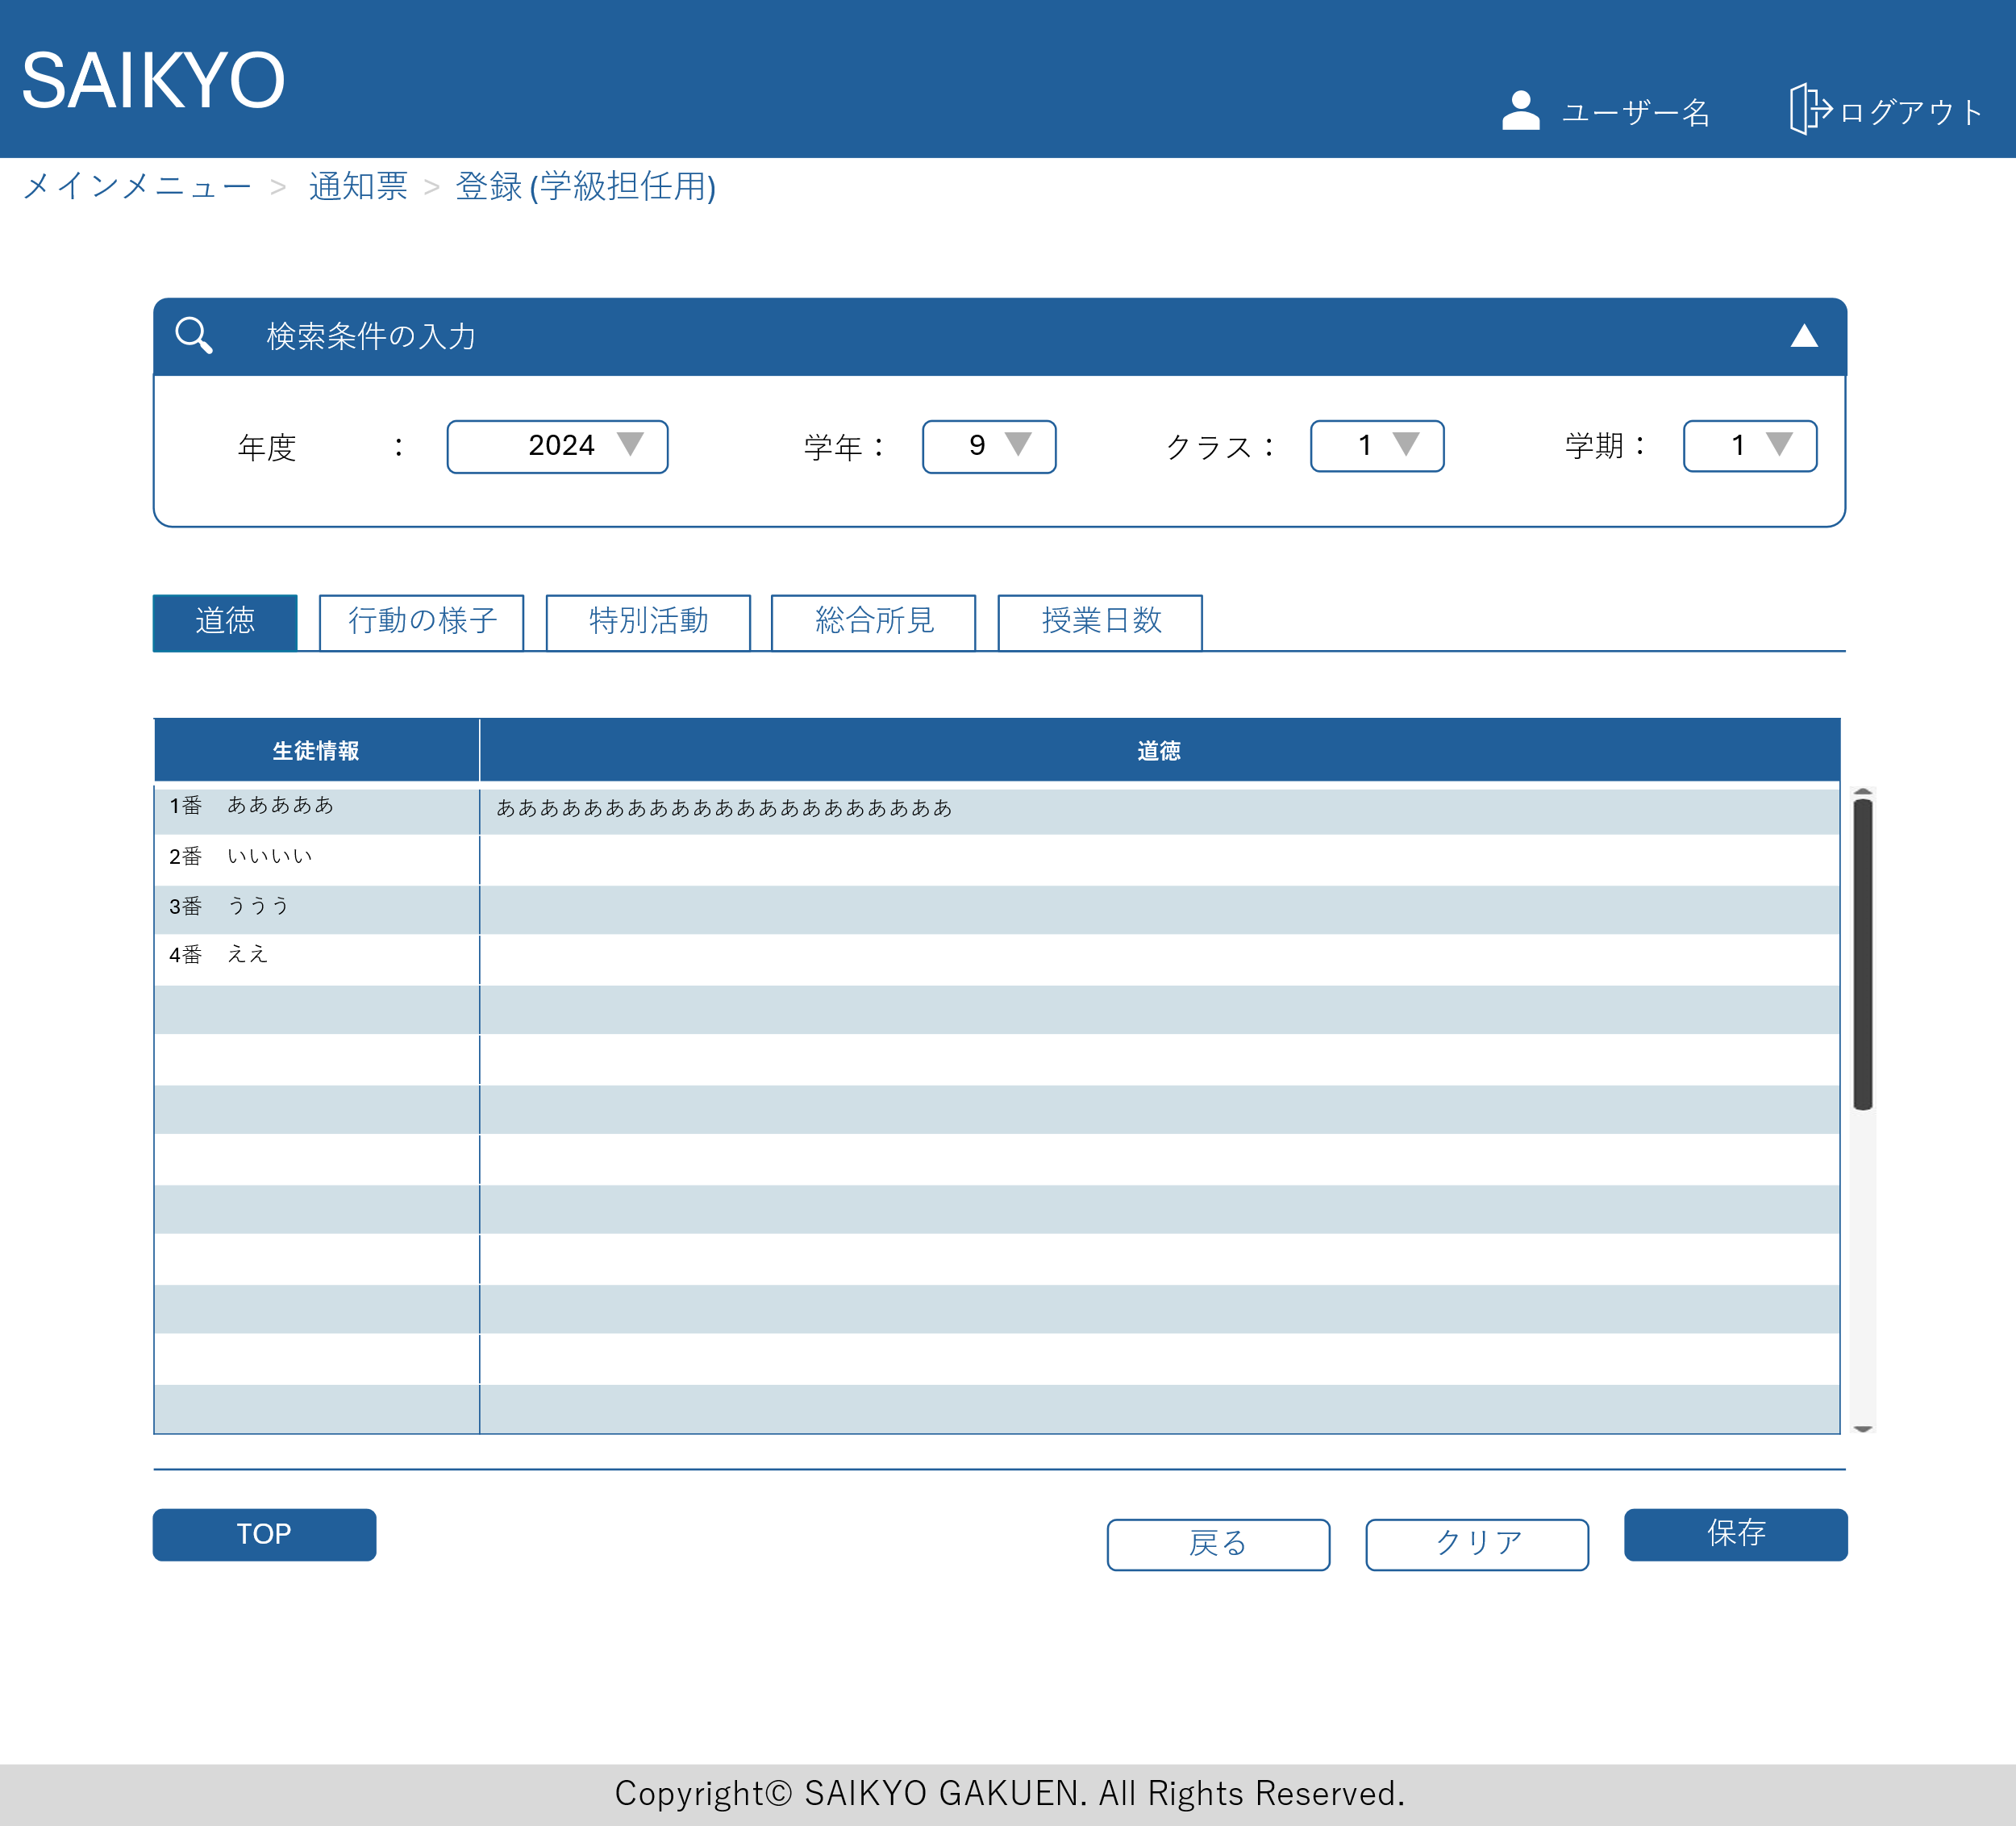 SAIKYO
ユーザー名 ログアウト
メインメニュー > 通知票 > 登録 (学級担任用)
検索条件の入力
年度 : 2024 学年: 9 クラス: 1 学期: 1
道徳 行動の様子 特別活動 総合所見 授業日数
生徒情報 道徳
1番 あああああ あああああああああああああああああああああ
2番 いいいい
3番 ううう
4番 ええ
TOP 戻る クリア 保存
Copyright© SAIKYO GAKUEN. All Rights Reserved.